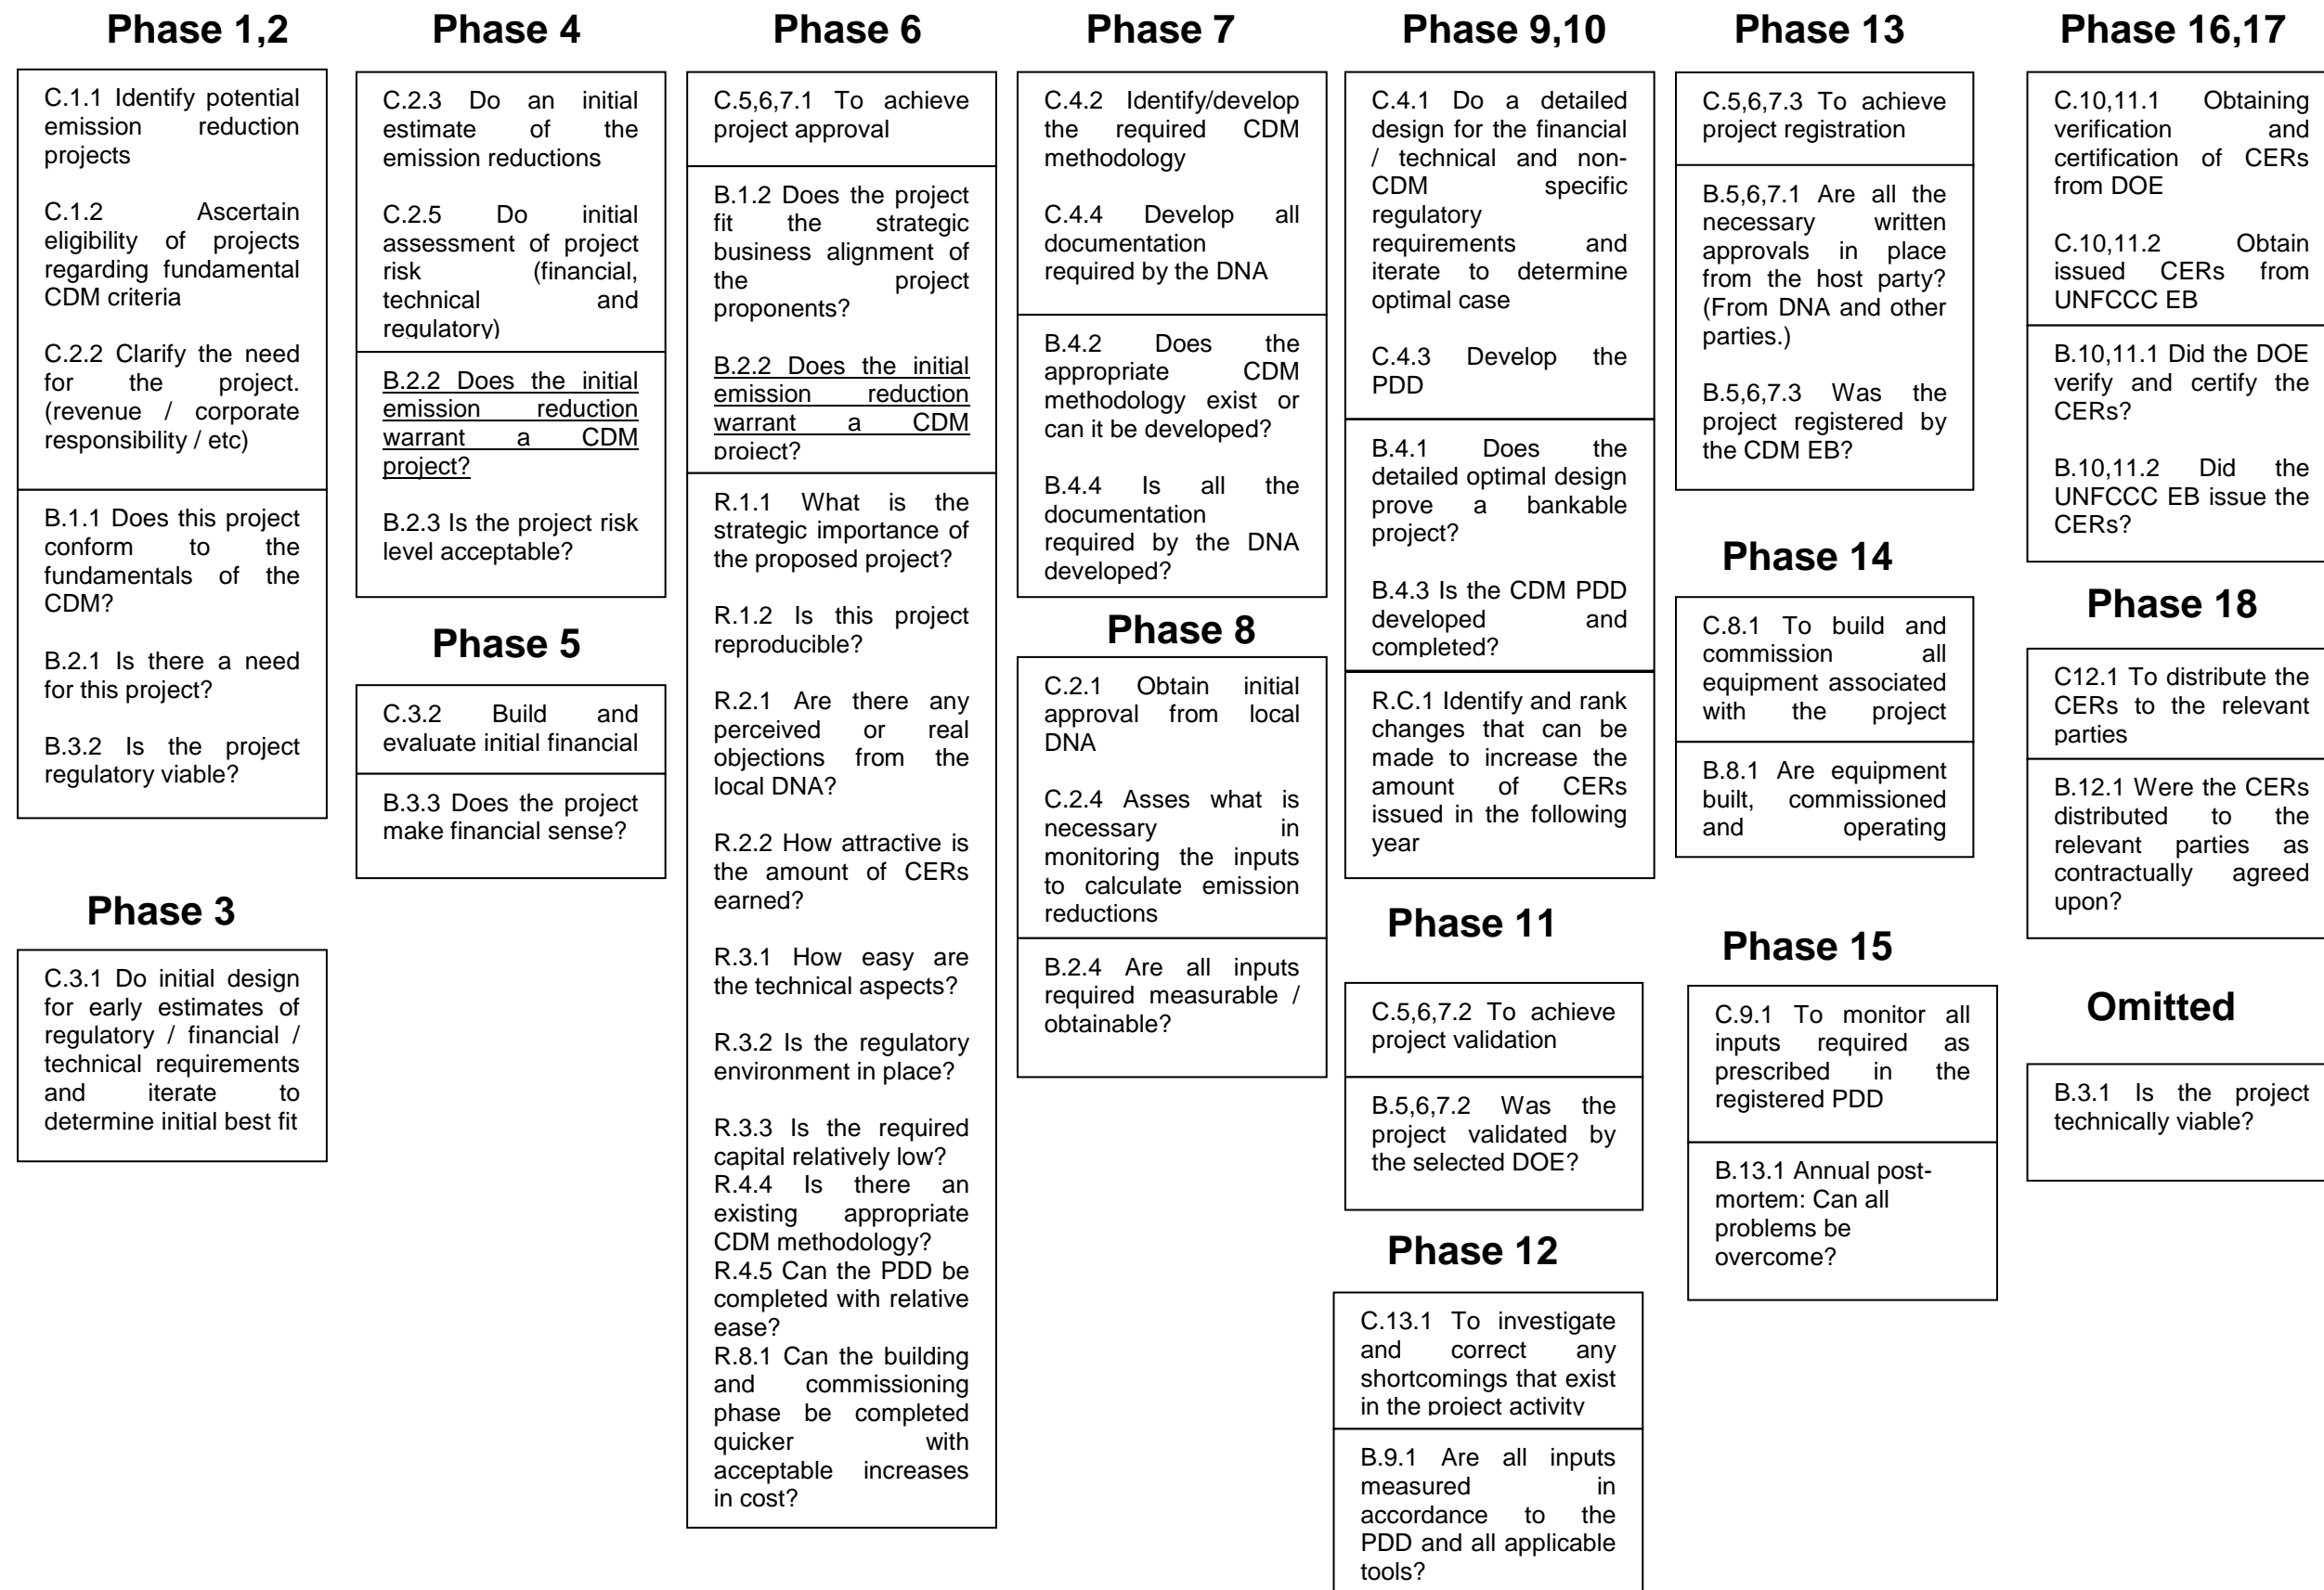 Phase 1,2
C.1.1 Identify potential
emission reduction
projects
C.1.2 Ascertain
eligibility of projects
regarding fundamental
CDM criteria
C.2.2 Clarify the need
for the project.
(revenue / corporate
responsibility / etc)
B.1.1 Does this project
conform to the
fundamentals of the
CDM?
B.2.1 Is there a need
for this project?
B.3.2 Is the project
regulatory viable?
Phase 3
C.3.1 Do initial design
for early estimates of
regulatory / financial /
technical requirements
and iterate to
determine initial best fit
Phase 4
C.2.3 Do an initial
estimate of the
emission reductions
C.2.5 Do initial
assessment of project
risk (financial,
technical and
regulatory)
B.2.2 Does the initial
emission reduction
warrant a CDM
project?
B.2.3 Is the project risk
level acceptable?
Phase 5
C.3.2 Build and
evaluate initial financial
B.3.3 Does the project
make financial sense?
Phase 6
C.5,6,7.1 To achieve
project approval
B.1.2 Does the project
fit the strategic
business alignment of
the project
proponents?
B.2.2 Does the initial
emission reduction
warrant a CDM
project?
R.1.1 What is the
strategic importance of
the proposed project?
R.1.2 Is this project
reproducible?
R.2.1 Are there any
perceived or real
objections from the
local DNA?
R.2.2 How attractive is
the amount of CERs
earned?
R.3.1 How easy are
the technical aspects?
R.3.2 Is the regulatory
environment in place?
R.3.3 Is the required
capital relatively low?
R.4.4 Is there an
existing appropriate
CDM methodology?
R.4.5 Can the PDD be
completed with relative
ease?
R.8.1 Can the building
and commissioning
phase be completed
quicker with
acceptable increases
in cost?
Phase 7
C.4.2 Identify/develop
the required CDM
methodology
C.4.4 Develop all
documentation
required by the DNA
B.4.2 Does the
appropriate CDM
methodology exist or
can it be developed?
B.4.4 Is all the
documentation
required by the DNA
developed?
Phase 8
C.2.1 Obtain initial
approval from local
DNA
C.2.4 Asses what is
necessary in
monitoring the inputs
to calculate emission
reductions
B.2.4 Are all inputs
required measurable /
obtainable?
Phase 9,10
C.4.1 Do a detailed
design for the financial
/ technical and non-
CDM specific
regulatory
requirements and
iterate to determine
optimal case
C.4.3 Develop the
PDD
B.4.1 Does the
detailed optimal design
prove a bankable
project?
B.4.3 Is the CDM PDD
developed and
completed?
R.C.1 Identify and rank
changes that can be
made to increase the
amount of CERs
issued in the following
year
Phase 11
C.5,6,7.2 To achieve
project validation
B.5,6,7.2 Was the
project validated by
the selected DOE?
Phase 12
C.13.1 To investigate
and correct any
shortcomings that exist
in the project activity
B.9.1 Are all inputs
measured in
accordance to the
PDD and all applicable
tools?
Phase 13
C.5,6,7.3 To achieve
project registration
B.5,6,7.1 Are all the
necessary written
approvals in place
from the host party?
(From DNA and other
parties.)
B.5,6,7.3 Was the
project registered by
the CDM EB?
Phase 14
C.8.1 To build and
commission all
equipment associated
with the project
B.8.1 Are equipment
built, commissioned
and operating
Phase 15
C.9.1 To monitor all
inputs required as
prescribed in the
registered PDD
B.13.1 Annual post-
mortem: Can all
problems be
overcome?
Phase 16,17
C.10,11.1 Obtaining
verification and
certification of CERs
from DOE
C.10,11.2 Obtain
issued CERs from
UNFCCC EB
B.10,11.1 Did the DOE
verify and certify the
CERs?
B.10,11.2 Did the
UNFCCC EB issue the
CERs?
Phase 18
C12.1 To distribute the
CERs to the relevant
parties
B.12.1 Were the CERs
distributed to the
relevant parties as
contractually agreed
upon?
Omitted
B.3.1 Is the project
technically viable?